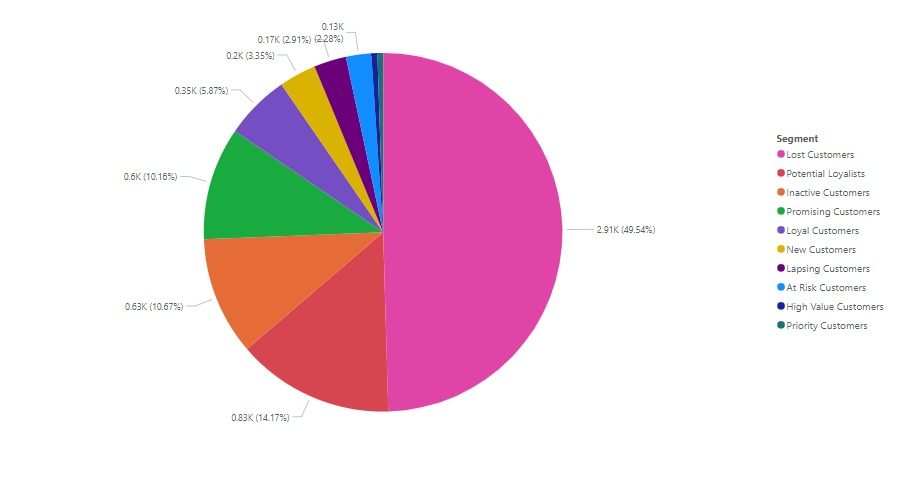 0.13K
(2.28%)
0.17K (2.91%)
0.2K (3.35%)
0.35K (5.87%)
0.6K (10.16%)
0.63K (10.67%)
0.83K (14.17%)
2.91K (49.54%)
Segment
Lost Customers
Potential Loyalists
Inactive Customers
Promising Customers
Loyal Customers
New Customers
Lapsing Customers
At Risk Customers
High Value Customers
Priority Customers